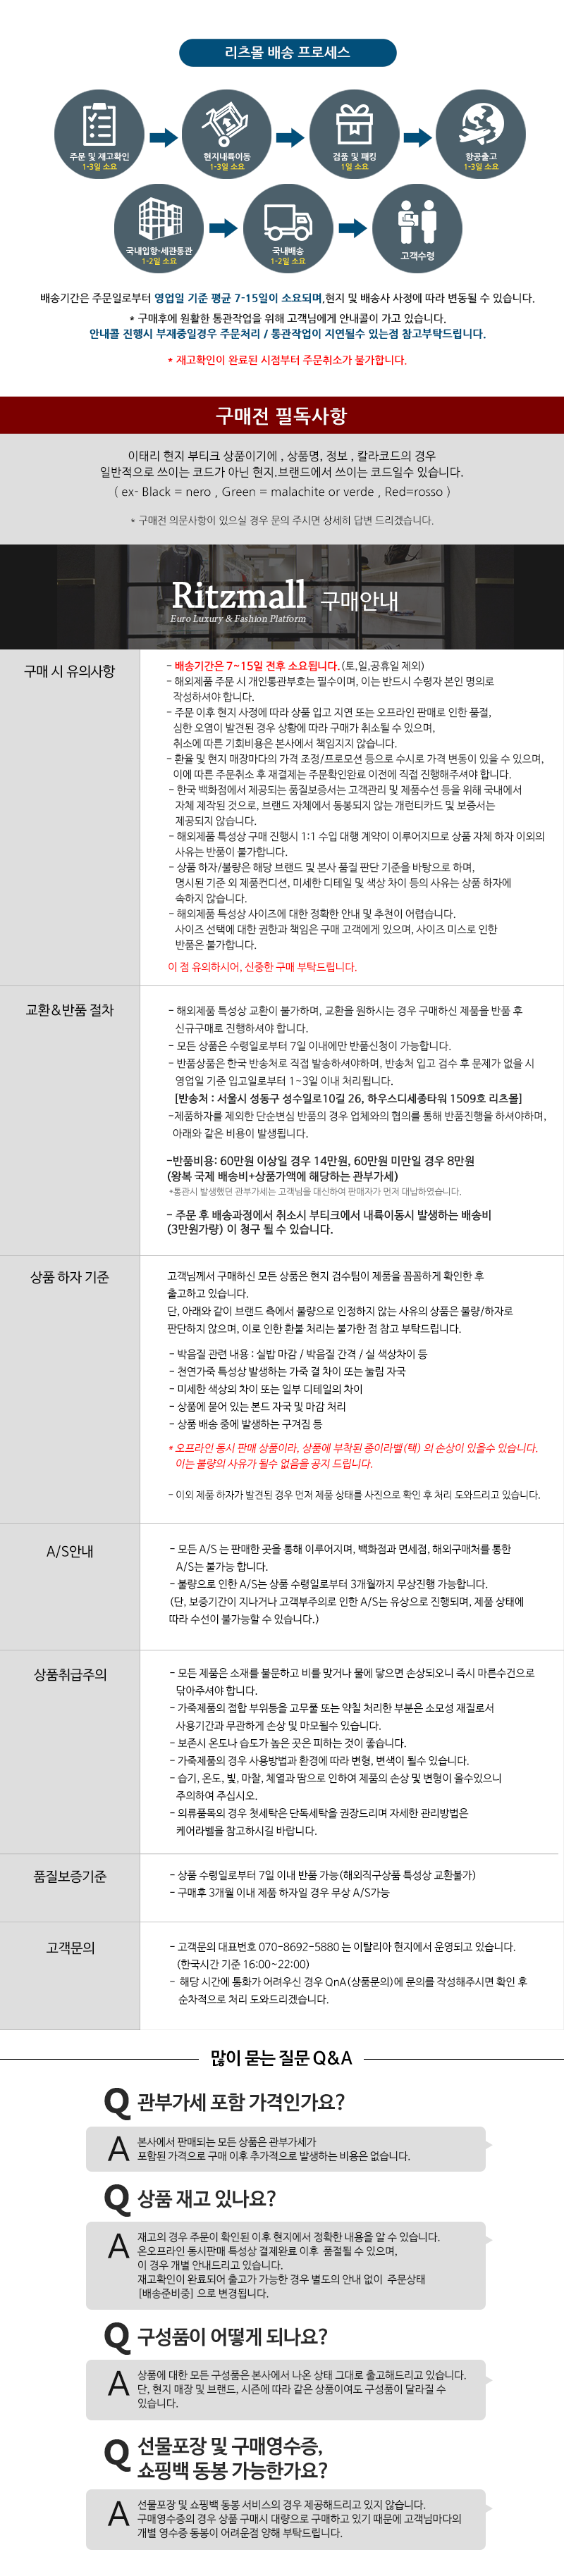 리츠몰 배송 프로세스
주문 및 재고확인
1-3일 소요
현지내륙이동
1-3일 소요
검품 및 패킹
1일 소요
항공출고
1-3일 소요
국내입항-세관통관
1-2일 소요
국내배송
1-2일 소요
고객수령
배송기간은 주문일로부터 영업일 기준 평균 7-15일이 소요되며,현지 및 배송사 사정에 따라 변동될 수 있습니다.
* 구매후에 원활한 통관작업을 위해 고객님에게 안내콜이 가고 있습니다.
안내콜 진행시 부재중일경우 주문처리 / 통관작업이 지연될수 있는점 참고부탁드립니다.
* 재고확인이 완료된 시점부터 주문취소가 불가합니다.
구매전 필독사항
이태리 현지 부티크 상품이기에 , 상품명, 정보 , 칼라코드의 경우
일반적으로 쓰이는 코드가 아닌 현지.브랜드에서 쓰이는 코드일수 있습니다.
( ex- Black = nero , Green = malachite or verde , Red=rosso )
* 구매전 의문사항이 있으실 경우 문의 주시면 상세히 답변 드리겠습니다.
Ritzmall 구매안내
Euro Luxury & Fashion Platform
구매 시 유의사항
- 배송기간은 7~15일 전후 소요됩니다.(토,일,공휴일 제외)
- 해외제품 주문 시 개인통관부호는 필수이며, 이는 반드시 수령자 본인 명의로
작성하셔야 합니다.
- 주문 이후 현지 사정에 따라 상품 입고 지연 또는 오프라인 판매로 인한 품절,
심한 오염이 발견된 경우 상황에 따라 구매가 취소될 수 있으며,
취소에 따른 기회비용은 본사에서 책임지지 않습니다.
- 환율 및 현지 매장마다의 가격 조정/프로모션 등으로 수시로 가격 변동이 있을 수 있으며,
이에 따른 주문취소 후 재결제는 주문확인완료 이전에 직접 진행해주셔야 합니다.
- 한국 백화점에서 제공되는 품질보증서는 고객관리 및 제품수선 등을 위해 국내에서
자체 제작된 것으로, 브랜드 자체에서 동봉되지 않는 개런티카드 및 보증서는
제공되지 않습니다.
- 해외제품 특성상 구매 진행시 1:1 수입 대행 계약이 이루어지므로 상품 자체 하자 이외의
사유는 반품이 불가합니다.
- 상품 하자/불량은 해당 브랜드 및 본사 품질 판단 기준을 바탕으로 하며,
명시된 기준 외 제품컨디션, 미세한 디테일 및 색상 차이 등의 사유는 상품 하자에
속하지 않습니다.
- 해외제품 특성상 사이즈에 대한 정확한 안내 및 추천이 어렵습니다.
사이즈 선택에 대한 권한과 책임은 구매 고객에게 있으며, 사이즈 미스로 인한
반품은 불가합니다.
이 점 유의하시어, 신중한 구매 부탁드립니다.
교환&반품 절차
- 해외제품 특성상 교환이 불가하며, 교환을 원하시는 경우 구매하신 제품을 반품 후
신규구매로 진행하셔야 합니다.
- 모든 상품은 수령일로부터 7일 이내에만 반품신청이 가능합니다.
- 반품상품은 한국 반송처로 직접 발송하셔야하며, 반송처 입고 검수 후 문제가 없을 시
영업일 기준 입고일로부터 1~3일 이내 처리됩니다.
[반송처 : 서울시 성동구 성수일로10길 26, 하우스디세종타워 1509호 리츠몰]
-제품하자를 제외한 단순변심 반품의 경우 업체와의 협의를 통해 반품진행을 하셔야하며,
아래와 같은 비용이 발생됩니다.
-반품비용: 60만원 이상일 경우 14만원, 60만원 미만일 경우 8만원
(왕복 국제 배송비+상품가액에 해당하는 관부가세)
*통관시 발생했던 관부가세는 고객님을 대신하여 판매자가 먼저 대납하였습니다.
- 주문 후 배송과정에서 취소시 부티크에서 내륙이동시 발생하는 배송비
(3만원가량) 이 청구 될 수 있습니다.
상품 하자 기준
고객님께서 구매하신 모든 상품은 현지 검수팀이 제품을 꼼꼼하게 확인한 후
출고하고 있습니다.
단, 아래와 같이 브랜드 측에서 불량으로 인정하지 않는 사유의 상품은 불량/하자로
판단하지 않으며, 이로 인한 환불 처리는 불가한 점 참고 부탁드립니다.
- 박음질 관련 내용 : 실밥 마감 / 박음질 간격 / 실 색상차이 등
- 천연가죽 특성상 발생하는 가죽 결 차이 또는 눌림 자국
- 미세한 색상의 차이 또는 일부 디테일의 차이
- 상품에 묻어 있는 본드 자국 및 마감 처리
- 상품 배송 중에 발생하는 구겨짐 등
* 오프라인 동시 판매 상품이라, 상품에 부착된 종이라벨(택) 의 손상이 있을수 있습니다.
이는 불량의 사유가 될수 없음을 공지 드립니다.
- 이외 제품 하자가 발견된 경우 먼저 제품 상태를 사진으로 확인 후 처리 도와드리고 있습니다.
A/S안내
- 모든 A/S 는 판매한 곳을 통해 이루어지며, 백화점과 면세점, 해외구매처를 통한
A/S는 불가능 합니다.
- 불량으로 인한 A/S는 상품 수령일로부터 3개월까지 무상진행 가능합니다.
(단, 보증기간이 지나거나 고객부주의로 인한 A/S는 유상으로 진행되며, 제품 상태에
따라 수선이 불가능할 수 있습니다.)
상품취급주의
- 모든 제품은 소재를 불문하고 비를 맞거나 물에 닿으면 손상되오니 즉시 마른수건으로
닦아주셔야 합니다.
- 가죽제품의 접합 부위등을 고무풀 또는 약칠 처리한 부분은 소모성 재질로서
사용기간과 무관하게 손상 및 마모될수 있습니다.
- 보존시 온도나 습도가 높은 곳은 피하는 것이 좋습니다.
- 가죽제품의 경우 사용방법과 환경에 따라 변형, 변색이 될수 있습니다.
- 습기, 온도, 빛, 마찰, 체열과 땀으로 인하여 제품의 손상 및 변형이 올수있으니
주의하여 주십시오.
- 의류품목의 경우 첫세탁은 단독세탁을 권장드리며 자세한 관리방법은
케어라벨을 참고하시길 바랍니다.
품질보증기준
- 상품 수령일로부터 7일 이내 반품 가능(해외직구상품 특성상 교환불가)
- 구매후 3개월 이내 제품 하자일 경우 무상 A/S가능
고객문의
- 고객문의 대표번호 070-8692-5880 는 이탈리아 현지에서 운영되고 있습니다.
(한국시간 기준 16:00~22:00)
- 해당 시간에 통화가 어려우신 경우 QnA(상품문의)에 문의를 작성해주시면 확인 후
순차적으로 처리 도와드리겠습니다.
많이 묻는 질문 Q&A
Q 관부가세 포함 가격인가요?
A 본사에서 판매되는 모든 상품은 관부가세가
포함된 가격으로 구매 이후 추가적으로 발생하는 비용은 없습니다.
Q 상품 재고 있나요?
A 재고의 경우 주문이 확인된 이후 현지에서 정확한 내용을 알 수 있습니다.
온오프라인 동시판매 특성상 결제완료 이후 품절될 수 있으며,
이 경우 개별 안내드리고 있습니다.
재고확인이 완료되어 출고가 가능한 경우 별도의 안내 없이 주문상태
[배송준비중] 으로 변경됩니다.
Q 구성품이 어떻게 되나요?
A 상품에 대한 모든 구성품은 본사에서 나온 상태 그대로 출고해드리고 있습니다.
단, 현지 매장 및 브랜드, 시즌에 따라 같은 상품이여도 구성품이 달라질 수
있습니다.
Q 선물포장 및 구매영수증,
쇼핑백 동봉 가능한가요?
A 선물포장 및 쇼핑백 동봉 서비스의 경우 제공해드리고 있지 않습니다.
구매영수증의 경우 상품 구매시 대량으로 구매하고 있기 때문에 고객님마다의
개별 영수증 동봉이 어려운점 양해 부탁드립니다.